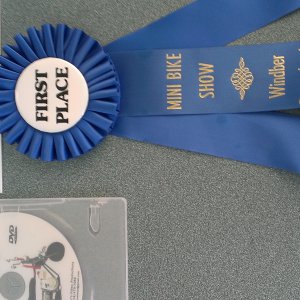 FIRST
PLACE
MINI BIKE
SHOW
Windber
DVD